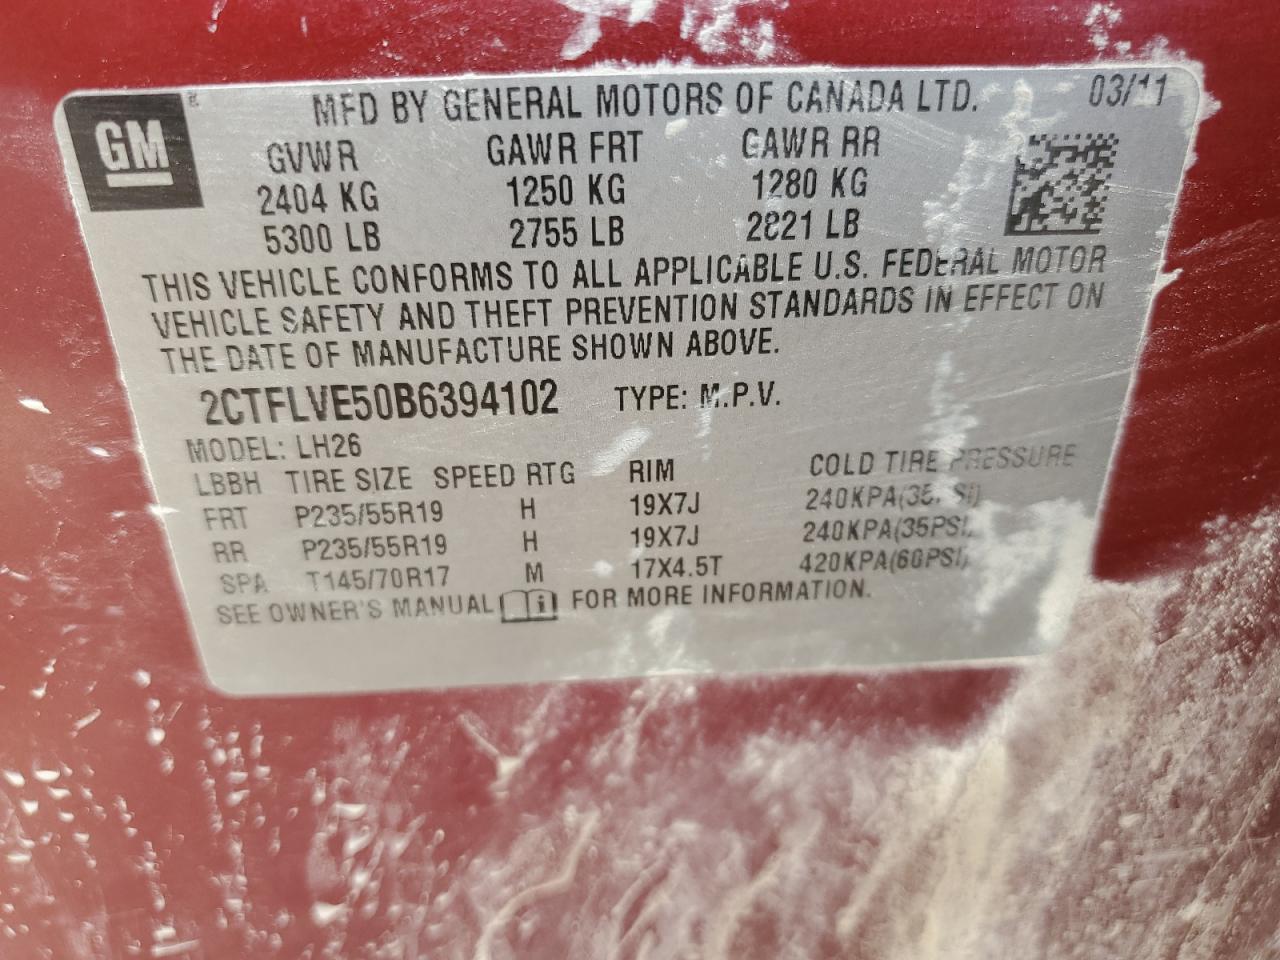 GM
MFD BY GENERAL MOTORS OF CANADA LTD. 03/11
GVWR GAWR FRT GAWR RR
2404 KG 1250 KG 1280 KG
5300 LB 2755 LB 2821 LB
THIS VEHICLE CONFORMS TO ALL APPLICABLE U.S. FEDERAL MOTOR
VEHICLE SAFETY AND THEFT PREVENTION STANDARDS IN EFFECT ON
THE DATE OF MANUFACTURE SHOWN ABOVE.
2CTFLVE50B6394102 TYPE: M.P.V.
MODEL: LH26
LBBH TIRE SIZE SPEED RTG RIM COLD TIRE PRESSURE
FRT P235/55R19 H 19X7J 240KPA(35PSI)
RR P235/55R19 H 19X7J 240KPA(35PSI)
SPA T145/70R17 M 17X4.5T 420KPA(60PSI)
SEE OWNER'S MANUAL i FOR MORE INFORMATION.